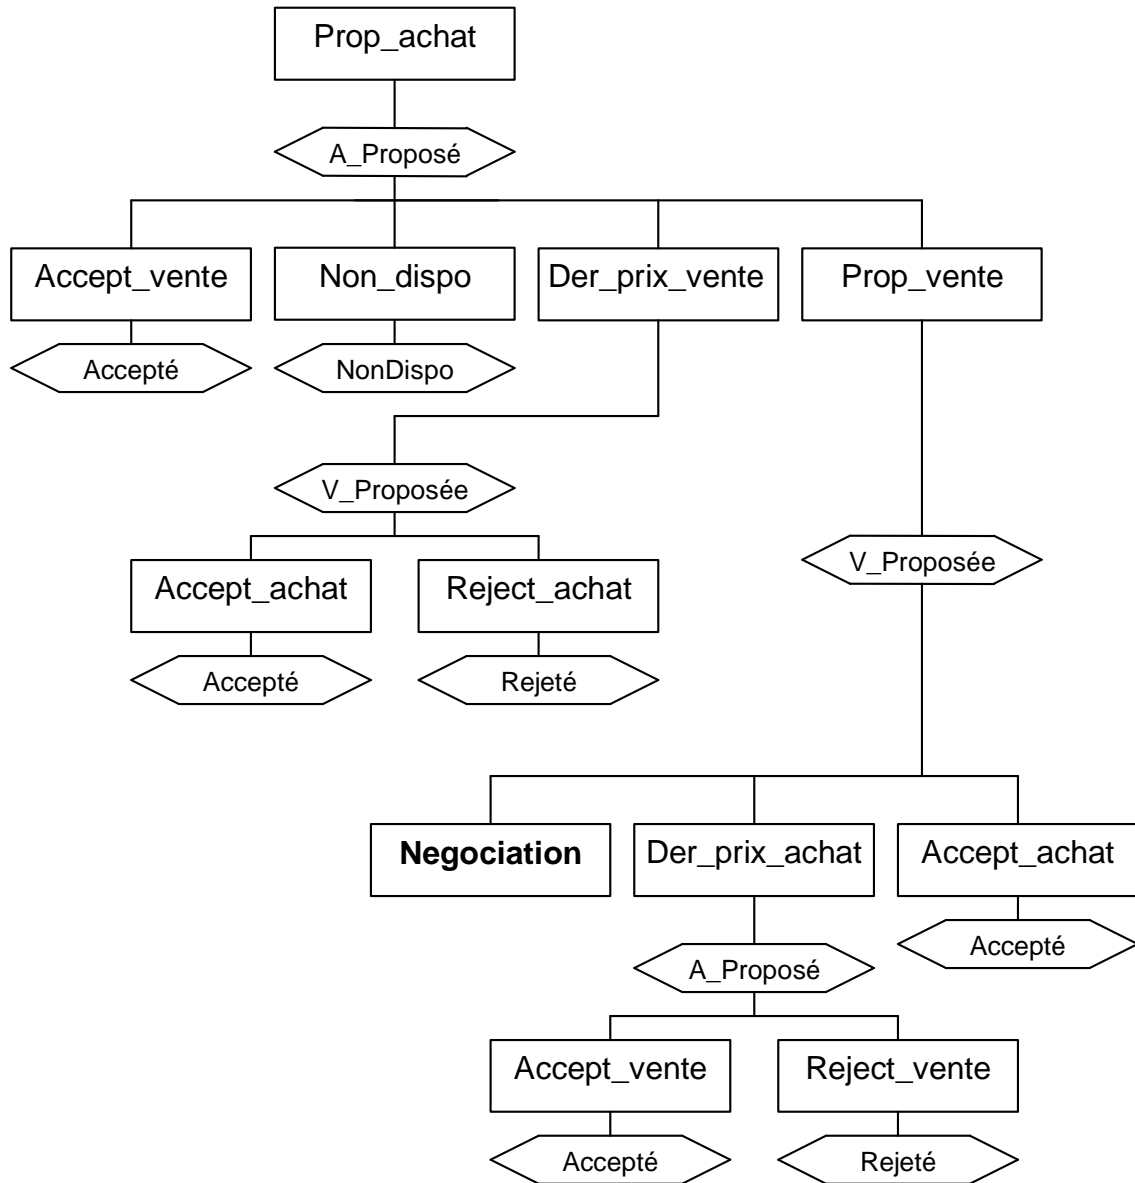 Prop_achat
A_Proposé
Accept_vente
Non_dispo
Der_prix_vente
Prop_vente
Accepté
NonDispo
V_Proposée
V_Proposée
Accept_achat
Reject_achat
Accepté
Rejeté
Negociation
Der_prix_achat
Accept_achat
Accepté
A_Proposé
Accept_vente
Reject_vente
Accepté
Rejeté